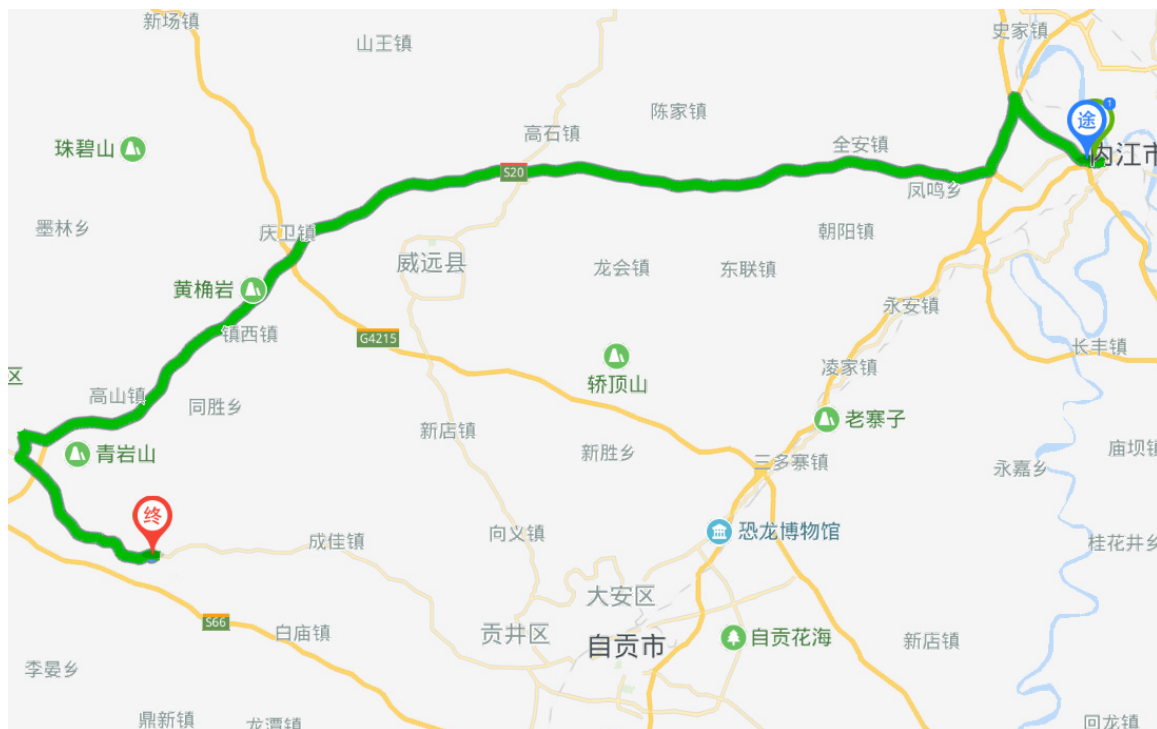 新场镇
史家镇
山王镇
陈家镇
1
途
高石镇
全安镇
珠碧山
内江市
S20
凤鸣乡
墨林乡
庆卫镇
朝阳镇
威远县
龙会镇
东联镇
黄桷岩
永安镇
镇西镇
G4215
长丰镇
凌家镇
区
轿顶山
高山镇
同胜乡
老寨子
新店镇
青岩山
新胜乡
三多寨镇
庙坝镇
永嘉乡
终
向义镇
恐龙博物馆
成佳镇
桂花井乡
大安区
S66
白庙镇
贡井区
自贡市
自贡花海
新店镇
李晏乡
鼎新镇
龙潭镇
回龙镇